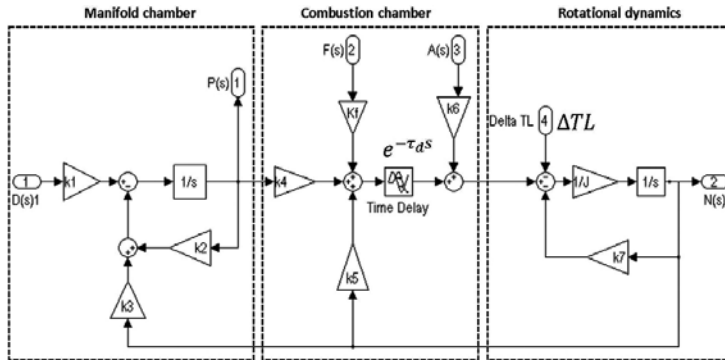 Manifold chamber
Combustion chamber
Rotational dynamics
F(s) 2
A(s) 3
P(s) 1
Kf
k6
Delta TL 4 ΔTL
e^{-τ_d s}
1
D(s)1
k1
1/s
k4
Time Delay
1/J
1/s
2
N(s)
k2
k5
k7
k3